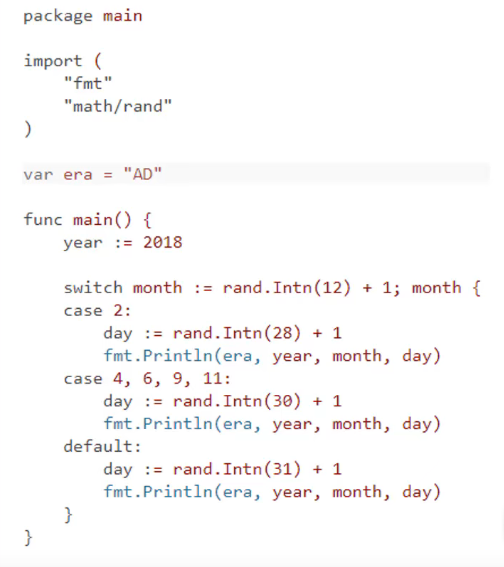 package main
import (
"fmt"
"math/rand"
)
var era = "AD"
func main() {
year := 2018
switch month := rand.Intn(12) + 1; month {
case 2:
day := rand.Intn(28) + 1
fmt.Println(era, year, month, day)
case 4, 6, 9, 11:
day := rand.Intn(30) + 1
fmt.Println(era, year, month, day)
default:
day := rand.Intn(31) + 1
fmt.Println(era, year, month, day)
}
}